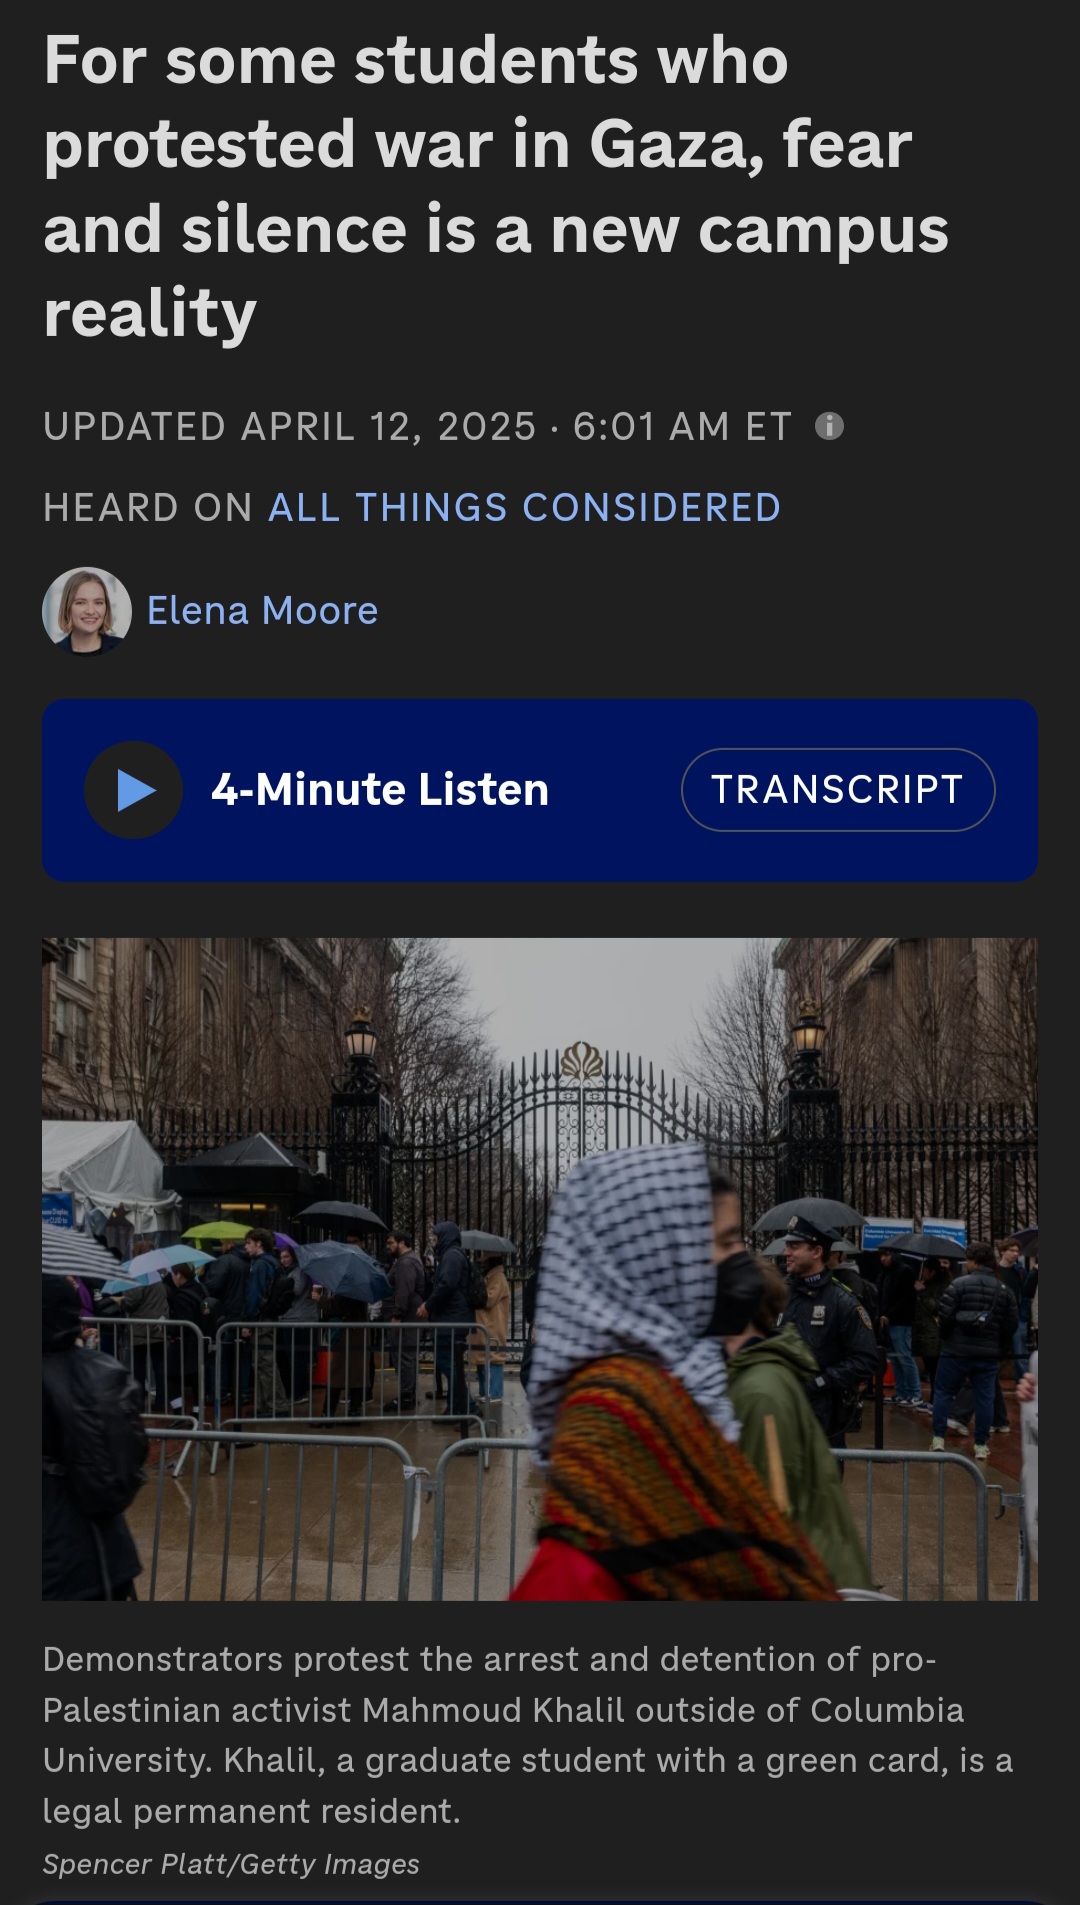 For some students who
protested war in Gaza, fear
and silence is a new campus
reality
UPDATED APRIL 12, 2025 · 6:01 AM ET
HEARD ON ALL THINGS CONSIDERED
Elena Moore
4-Minute Listen
TRANSCRIPT
Demonstrators protest the arrest and detention of pro-
Palestinian activist Mahmoud Khalil outside of Columbia
University. Khalil, a graduate student with a green card, is a
legal permanent resident.
Spencer Platt/Getty Images